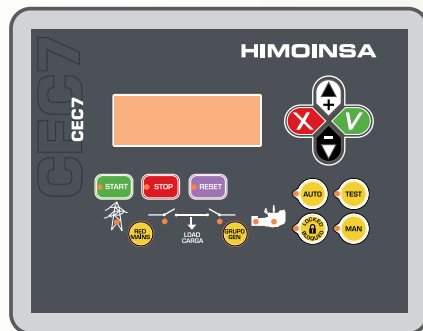 HIMOINSA
CEC7
CEC7
+
X
V
-
START
STOP
RESET
AUTO
TEST
RED
MAINS
LOAD
CARGA
GRUPO
GEN
LOCKED
BLOQUEO
MAN